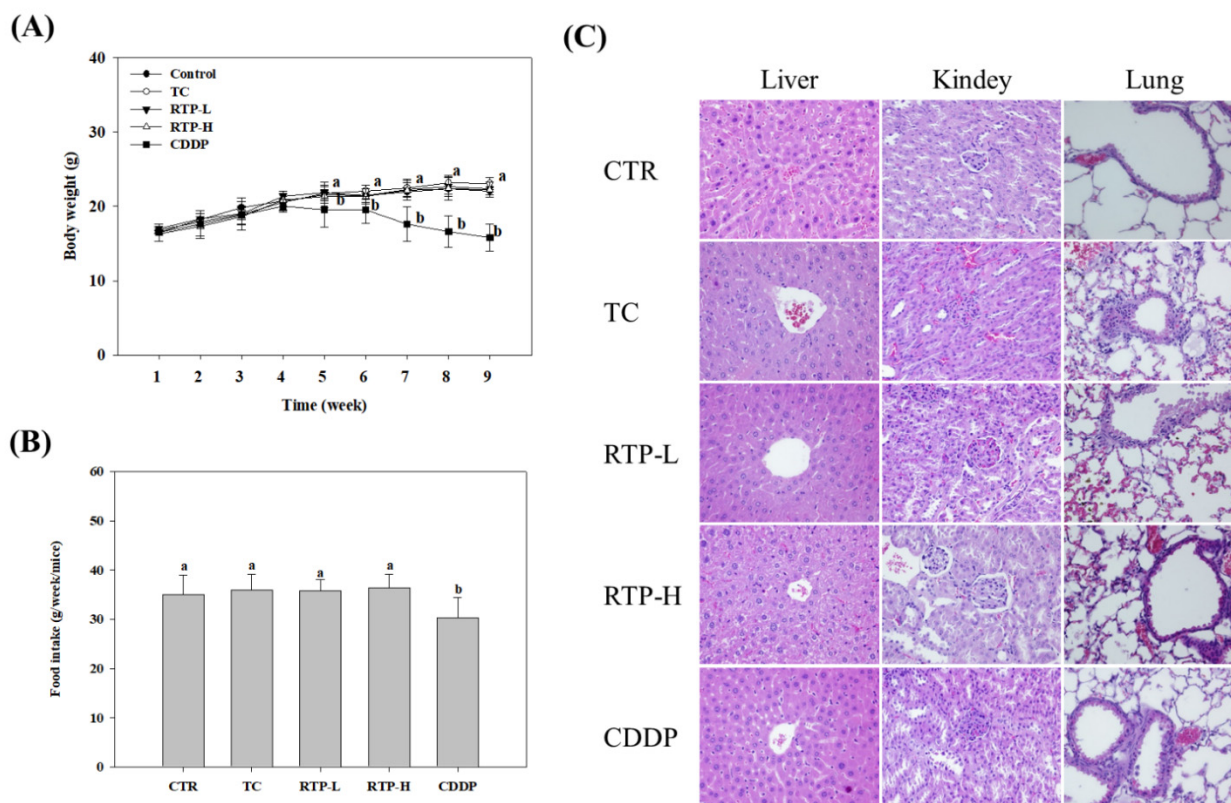 (A)
40
30
20
10
0
Body weight (g)
Control
TC
RTP-L
RTP-H
CDDP
a a a a a
b b b b b
1 2 3 4 5 6 7 8 9
Time (week)
(B)
60
50
40
30
20
10
0
Food intake (g/week/mice)
a a a a b
CTR TC RTP-L RTP-H CDDP
(C)
Liver Kindey Lung
CTR
TC
RTP-L
RTP-H
CDDP